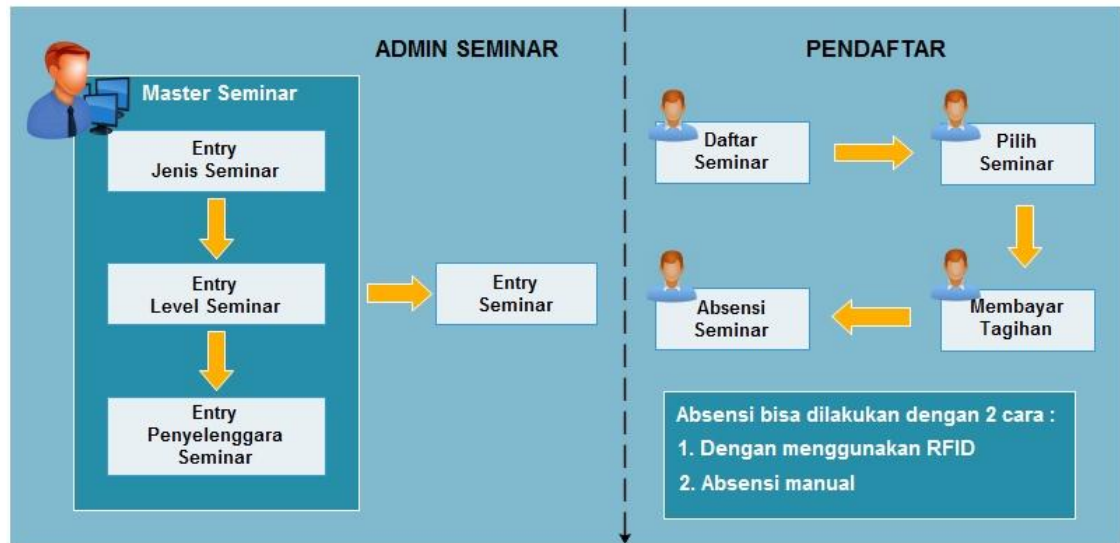 ADMIN SEMINAR
Master Seminar
Entry
Jenis Seminar
Entry
Level Seminar
Entry
Penyelenggara
Seminar
Entry
Seminar
PENDAFTAR
Daftar
Seminar
Pilih
Seminar
Membayar
Tagihan
Absensi
Seminar
Absensi bisa dilakukan dengan 2 cara :
1. Dengan menggunakan RFID
2. Absensi manual